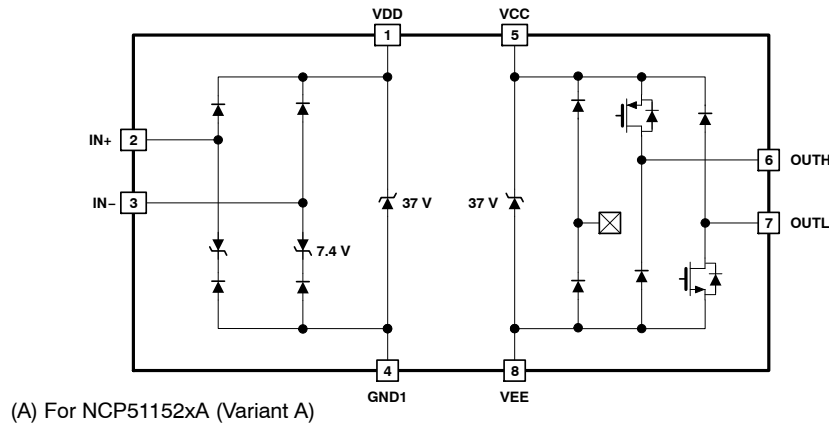 VDD
VCC
1
5
IN+
2
6
OUTH
IN−
3
37 V
37 V
7
OUTL
7.4 V
4
8
GND1
VEE
(A) For NCP51152xA (Variant A)